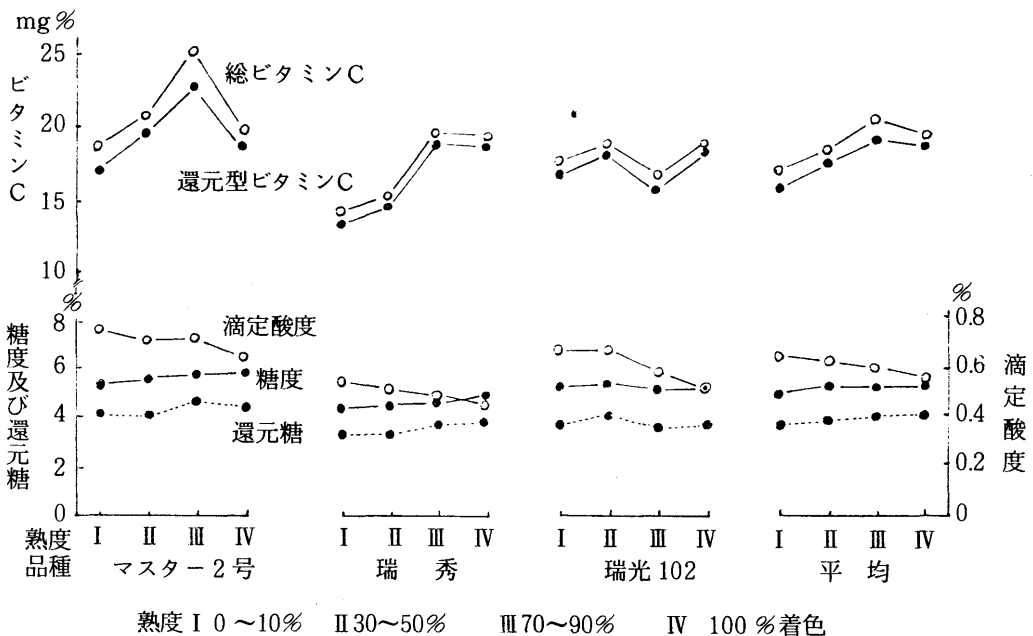 mg%
ビタミンC
25
20
15
10
総ビタミンC
還元型ビタミンC
%
糖度及び還元糖
8
6
4
2
0
滴定酸度
糖度
還元糖
%
0.8
0.6
0.4
0.2
0
滴定酸度
熟度 Ⅰ Ⅱ Ⅲ Ⅳ Ⅰ Ⅱ Ⅲ Ⅳ Ⅰ Ⅱ Ⅲ Ⅳ Ⅰ Ⅱ Ⅲ Ⅳ
品種 マスター2号 瑞秀 瑞光102 平均
熟度 Ⅰ 0～10% Ⅱ30～50% Ⅲ70～90% Ⅳ 100%着色